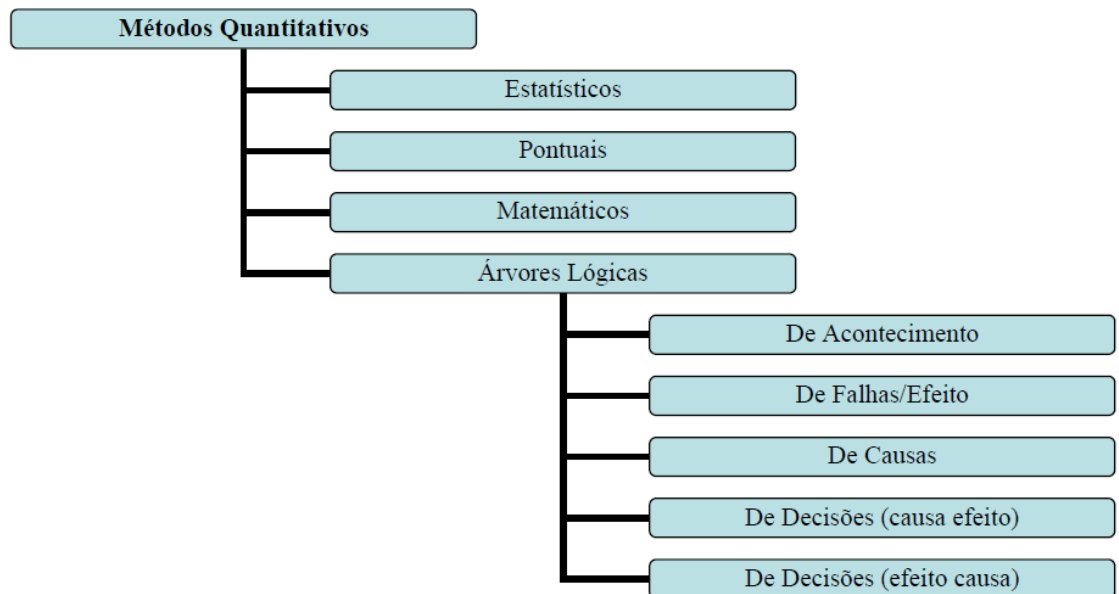 Métodos Quantitativos
Estatísticos
Pontuais
Matemáticos
Árvores Lógicas
De Acontecimento
De Falhas/Efeito
De Causas
De Decisões (causa efeito)
De Decisões (efeito causa)